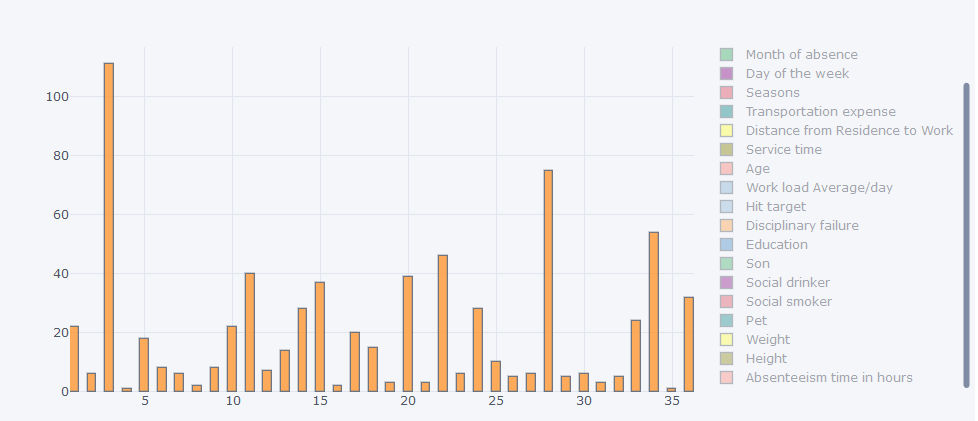 100
80
60
40
20
0
5 10 15 20 25 30 35
Month of absence
Day of the week
Seasons
Transportation expense
Distance from Residence to Work
Service time
Age
Work load Average/day
Hit target
Disciplinary failure
Education
Son
Social drinker
Social smoker
Pet
Weight
Height
Absenteeism time in hours